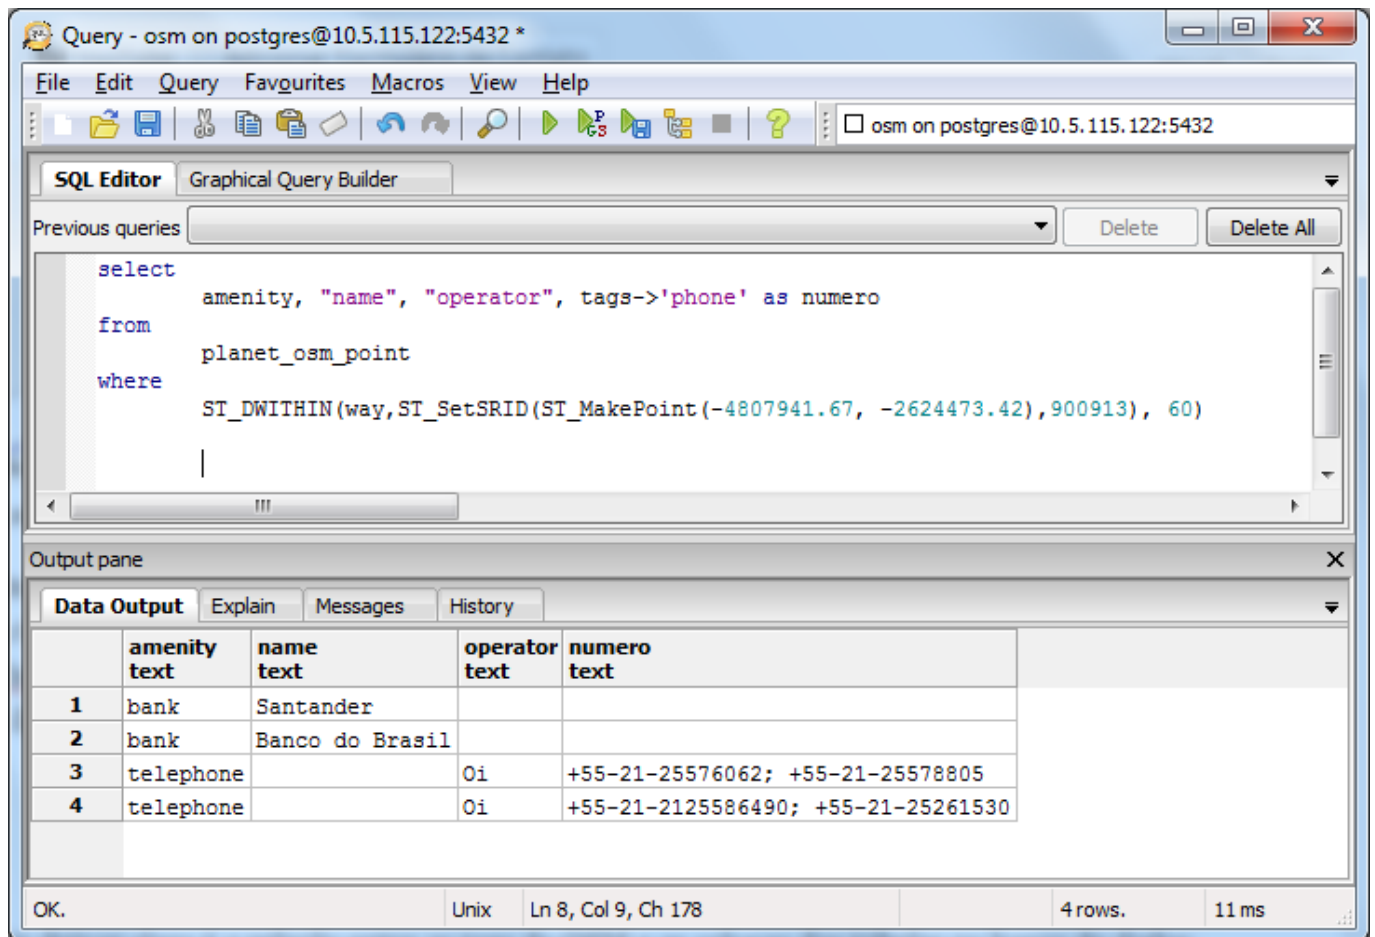 Query - osm on postgres@10.5.115.122:5432 *
File Edit Query Favourites Macros View Help
osm on postgres@10.5.115.122:5432
SQL Editor Graphical Query Builder
Previous queries Delete Delete All
select
amenity, "name", "operator", tags->'phone' as numero
from
planet_osm_point
where
ST_DWITHIN(way,ST_SetSRID(ST_MakePoint(-4807941.67, -2624473.42),900913), 60)
Output pane
Data Output Explain Messages History
amenity name operator numero
text text text text
1 bank Santander
2 bank Banco do Brasil
3 telephone Oi +55-21-25576062; +55-21-25578805
4 telephone Oi +55-21-2125586490; +55-21-25261530
OK. Unix Ln 8, Col 9, Ch 178 4 rows. 11 ms